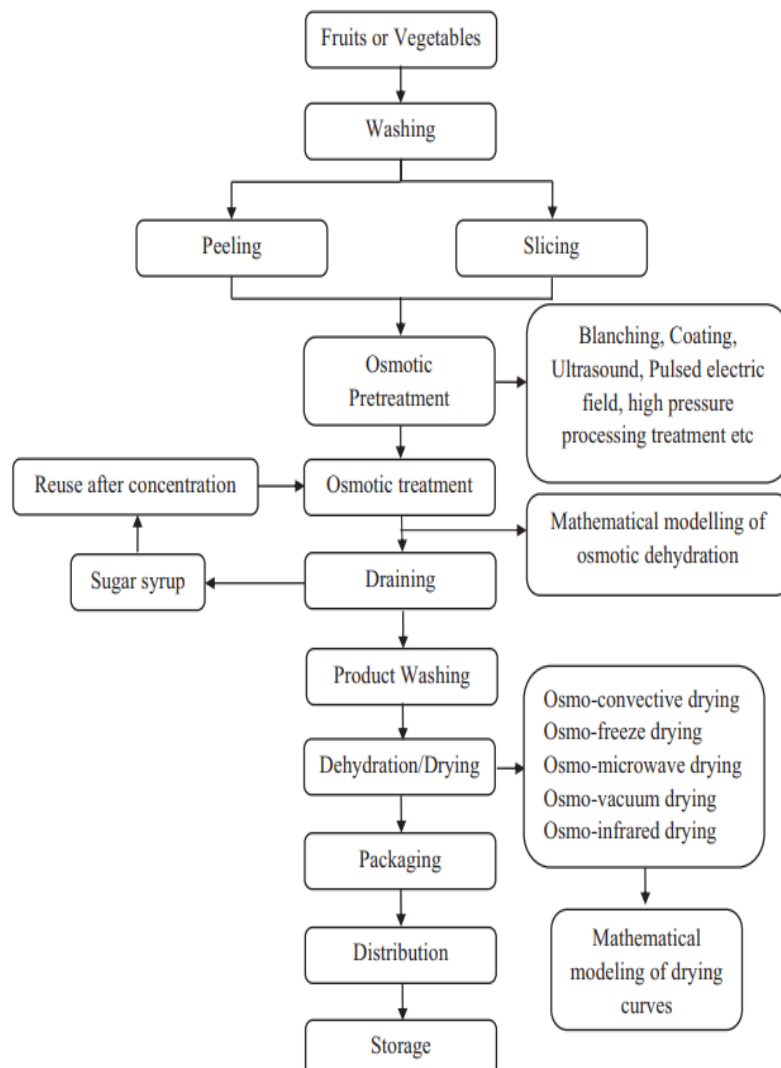 Fruits or Vegetables
Washing
Peeling
Slicing
Osmotic
Pretreatment
Blanching, Coating,
Ultrasound, Pulsed electric
field, high pressure
processing treatment etc
Reuse after concentration
Osmotic treatment
Mathematical modelling of
osmotic dehydration
Sugar syrup
Draining
Product Washing
Dehydration/Drying
Osmo-convective drying
Osmo-freeze drying
Osmo-microwave drying
Osmo-vacuum drying
Osmo-infrared drying
Packaging
Distribution
Mathematical
modeling of drying
curves
Storage